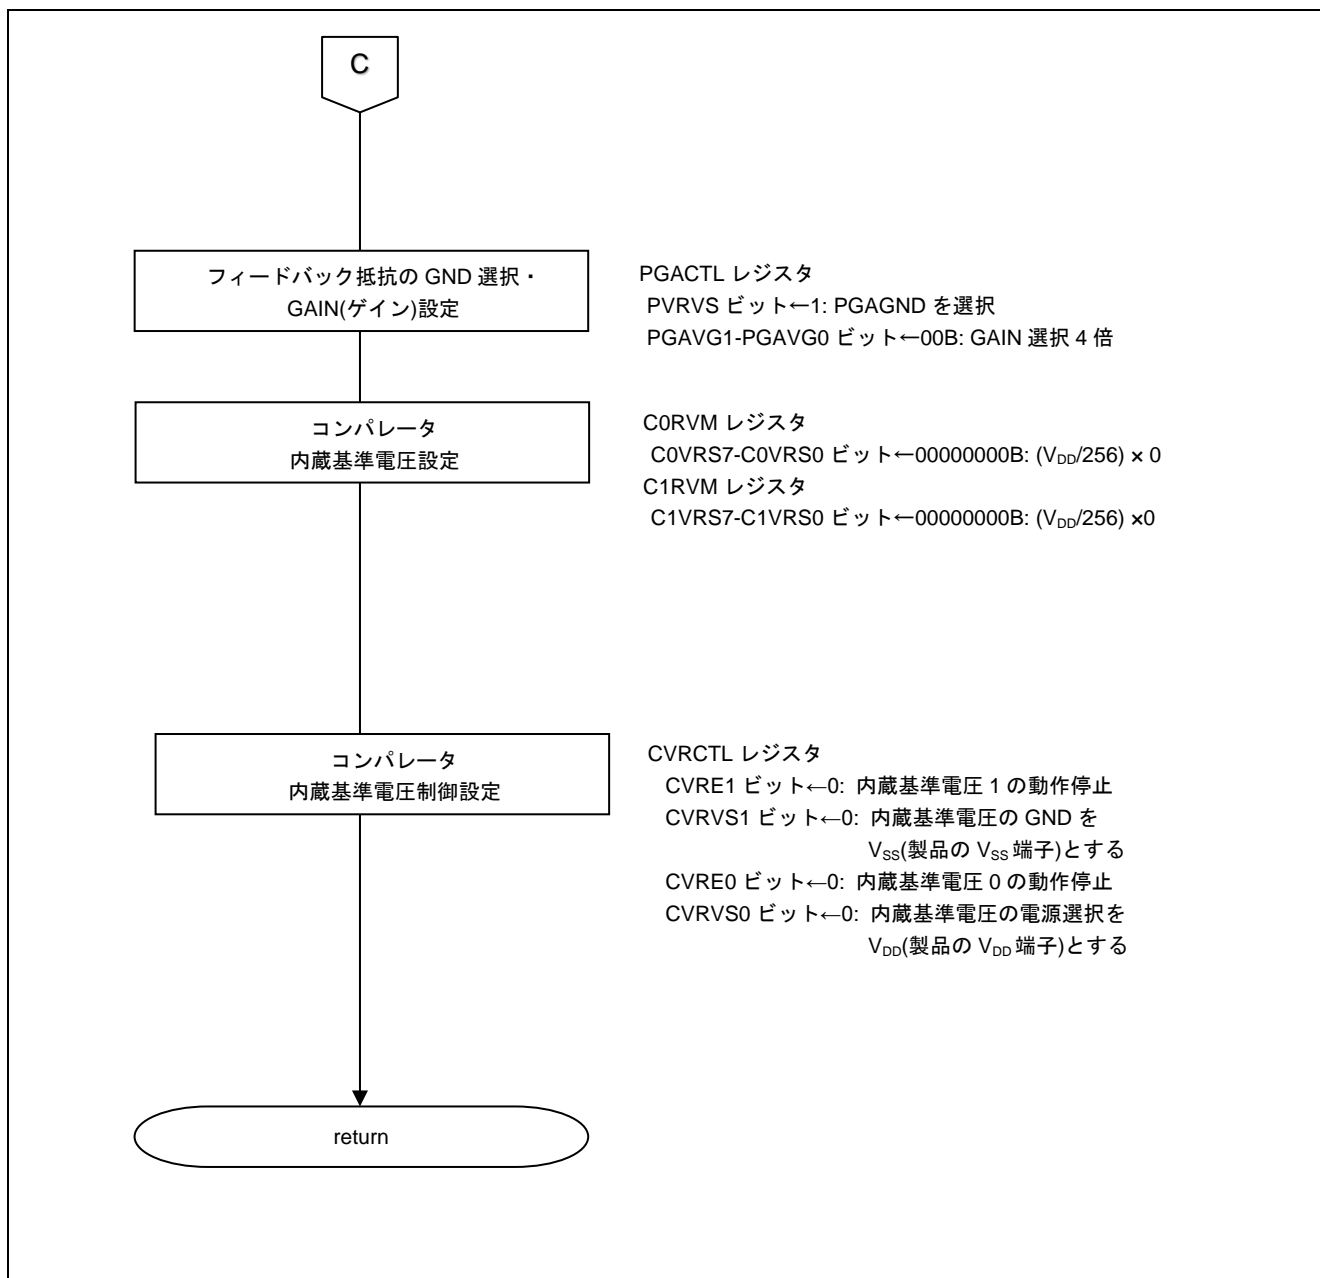 C
フィードバック抵抗の GND 選択・
GAIN(ゲイン)設定
PGACTL レジスタ
PVRVS ビット←1: PGAGND を選択
PGAVG1-PGAVG0 ビット←00B: GAIN 選択 4 倍
コンパレータ
内蔵基準電圧設定
C0RVM レジスタ
C0VRS7-C0VRS0 ビット←00000000B: (VDD/256) × 0
C1RVM レジスタ
C1VRS7-C1VRS0 ビット←00000000B: (VDD/256) ×0
コンパレータ
内蔵基準電圧制御設定
CVRCTL レジスタ
CVRE1 ビット←0: 内蔵基準電圧 1 の動作停止
CVRVS1 ビット←0: 内蔵基準電圧の GND を
VSS(製品の VSS 端子)とする
CVRE0 ビット←0: 内蔵基準電圧 0 の動作停止
CVRVS0 ビット←0: 内蔵基準電圧の電源選択を
VDD(製品の VDD 端子)とする
return